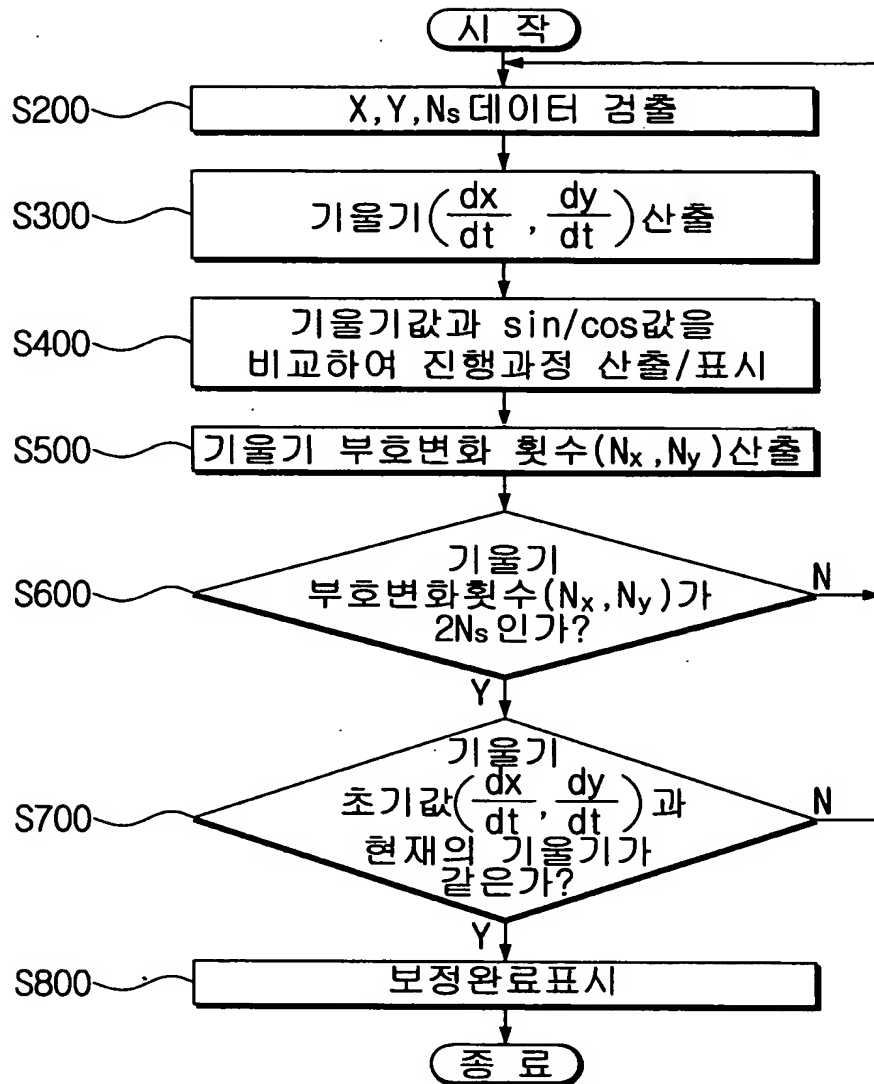 시 작
S200 X,Y,Ns데이터 검출
S300 기울기(dx/dt , dy/dt)산출
S400 기울기값과 sin/cos값을
비교하여 진행과정 산출/표시
S500 기울기 부호변화 횟수(Nx,Ny)산출
기울기
S600 부호변화횟수(Nx,Ny)가 N
2Ns인가?
Y
기울기
S700 초기값(dx/dt, dy/dt)과 N
현재의 기울기가
같은가?
Y
S800 보정완료표시
종 료